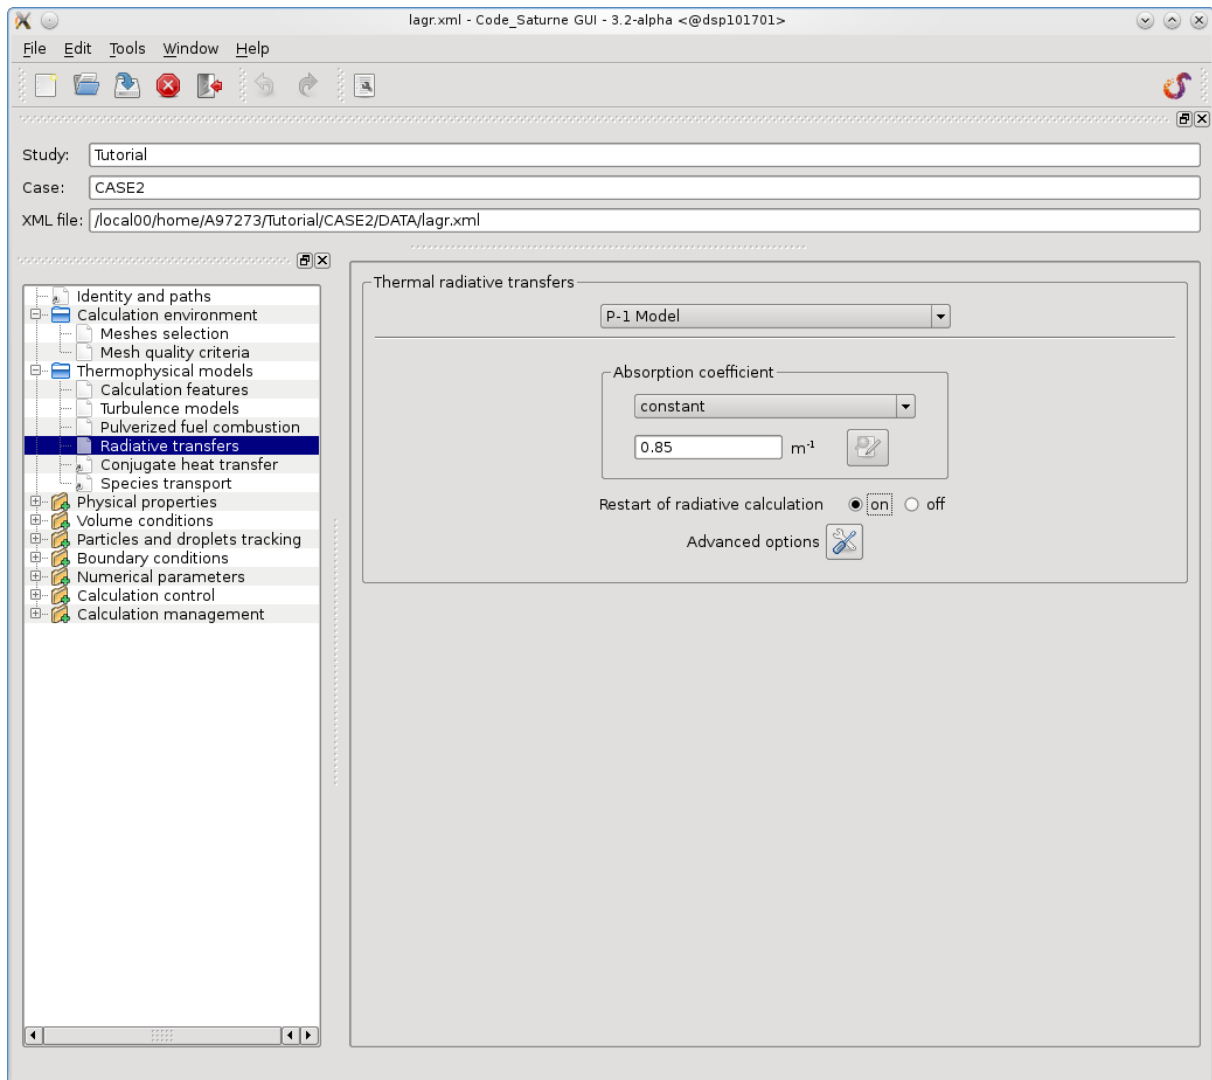 lagr.xml - Code_Saturne GUI - 3.2-alpha <@dsp101701>
File Edit Tools Window Help
Study: Tutorial
Case: CASE2
XML file: /local00/home/A97273/Tutorial/CASE2/DATA/lagr.xml
Identity and paths
Calculation environment
Meshes selection
Mesh quality criteria
Thermophysical models
Calculation features
Turbulence models
Pulverized fuel combustion
Radiative transfers
Conjugate heat transfer
Species transport
Physical properties
Volume conditions
Particles and droplets tracking
Boundary conditions
Numerical parameters
Calculation control
Calculation management
Thermal radiative transfers
P-1 Model
Absorption coefficient
constant
0.85 m⁻¹
Restart of radiative calculation on off
Advanced options